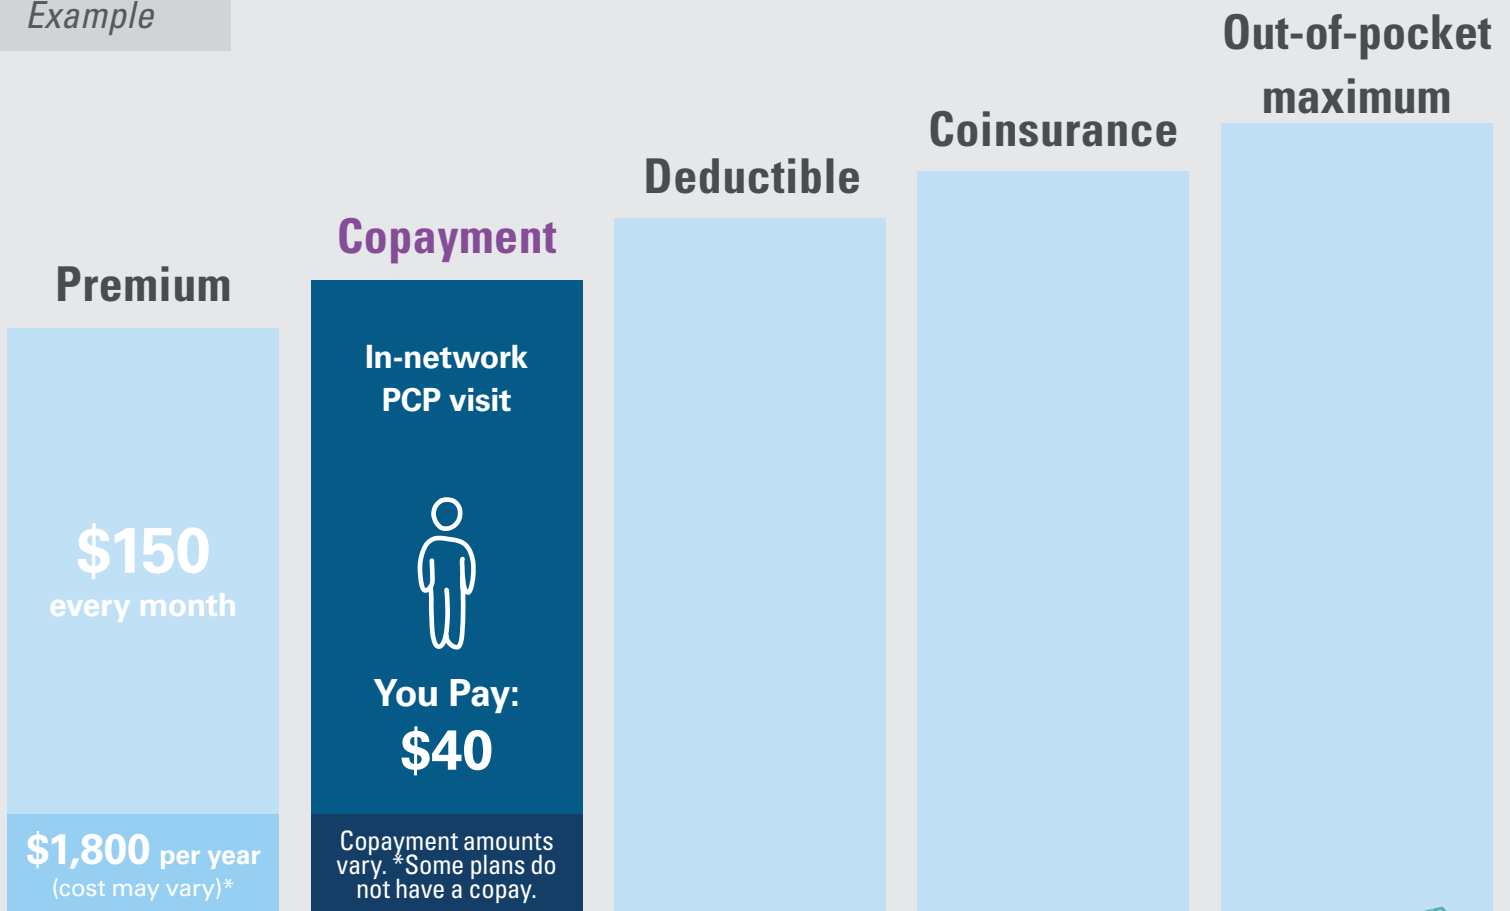 Example
Premium
$150
every month
$1,800 per year
(cost may vary)*
Copayment
In-network
PCP visit
You Pay:
$40
Copayment amounts
vary. *Some plans do
not have a copay.
Deductible
Coinsurance
Out-of-pocket
maximum